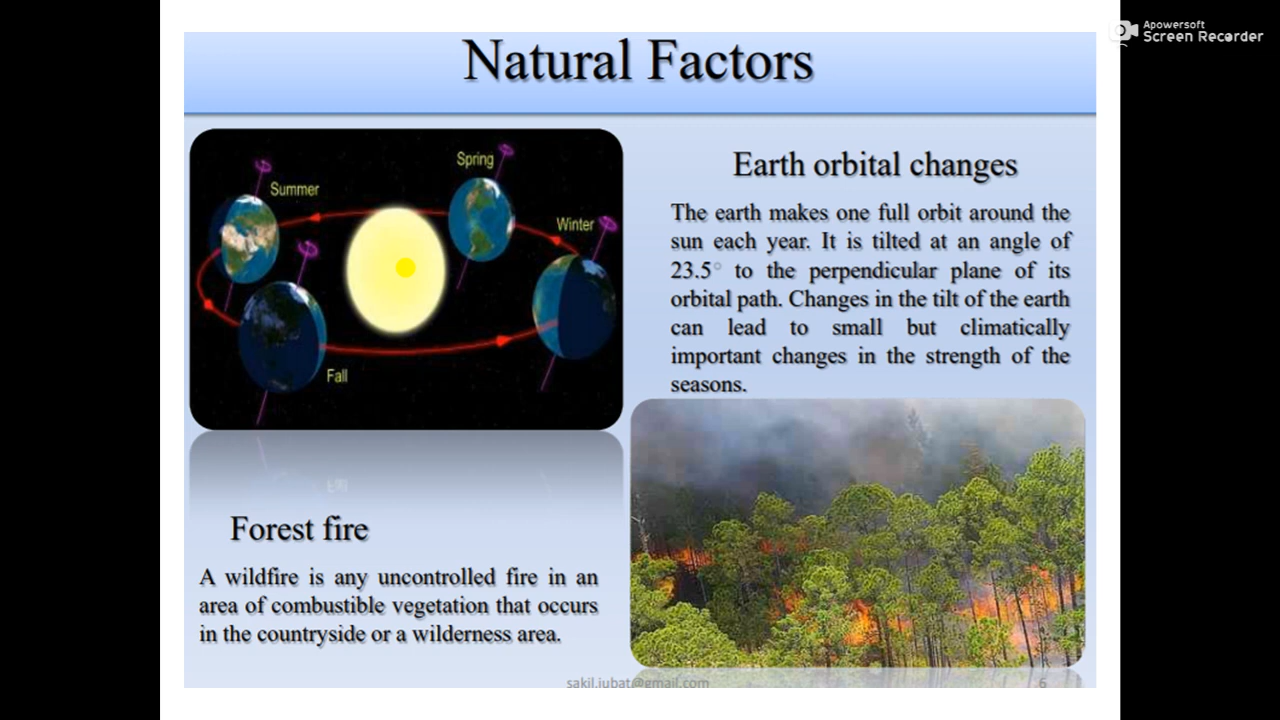 Apowersoft
Screen Recorder
Natural Factors
Spring
Summer
Winter
Fall
Earth orbital changes
The earth makes one full orbit around the
sun each year. It is tilted at an angle of
23.5° to the perpendicular plane of its
orbital path. Changes in the tilt of the earth
can lead to small but climatically
important changes in the strength of the
seasons.
Forest fire
A wildfire is any uncontrolled fire in an
area of combustible vegetation that occurs
in the countryside or a wilderness area.
sakil.iubat@gmail.com
6